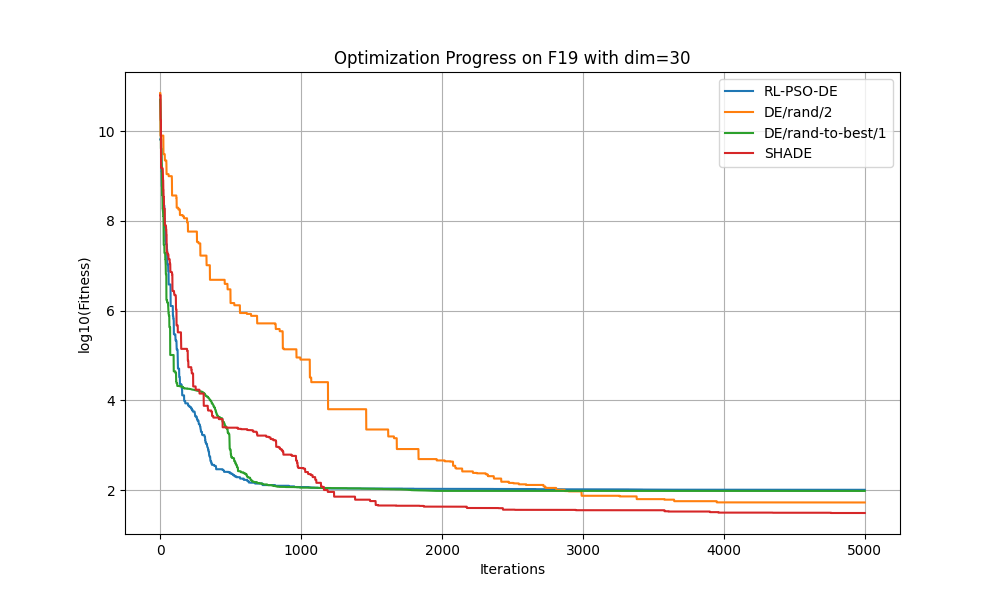 Optimization Progress on F19 with dim=30
RL-PSO-DE
DE/rand/2
DE/rand-to-best/1
SHADE
log10(Fitness)
10
8
6
4
2
0 1000 2000 3000 4000 5000
Iterations